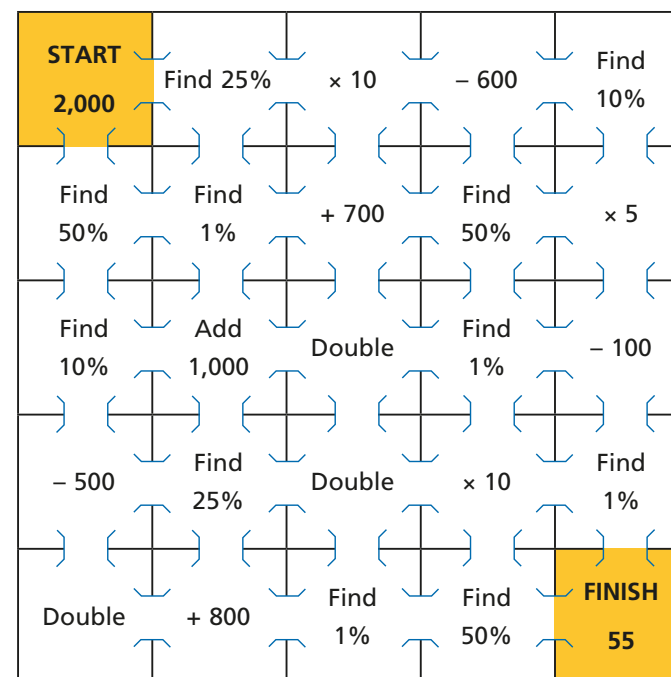 START
2,000
Find 25%
× 10
– 600
Find
10%
Find
50%
Find
1%
+ 700
Find
50%
× 5
Find
10%
Add
1,000
Double
Find
1%
– 100
– 500
Find
25%
Double
× 10
Find
1%
Double
+ 800
Find
1%
Find
50%
FINISH
55